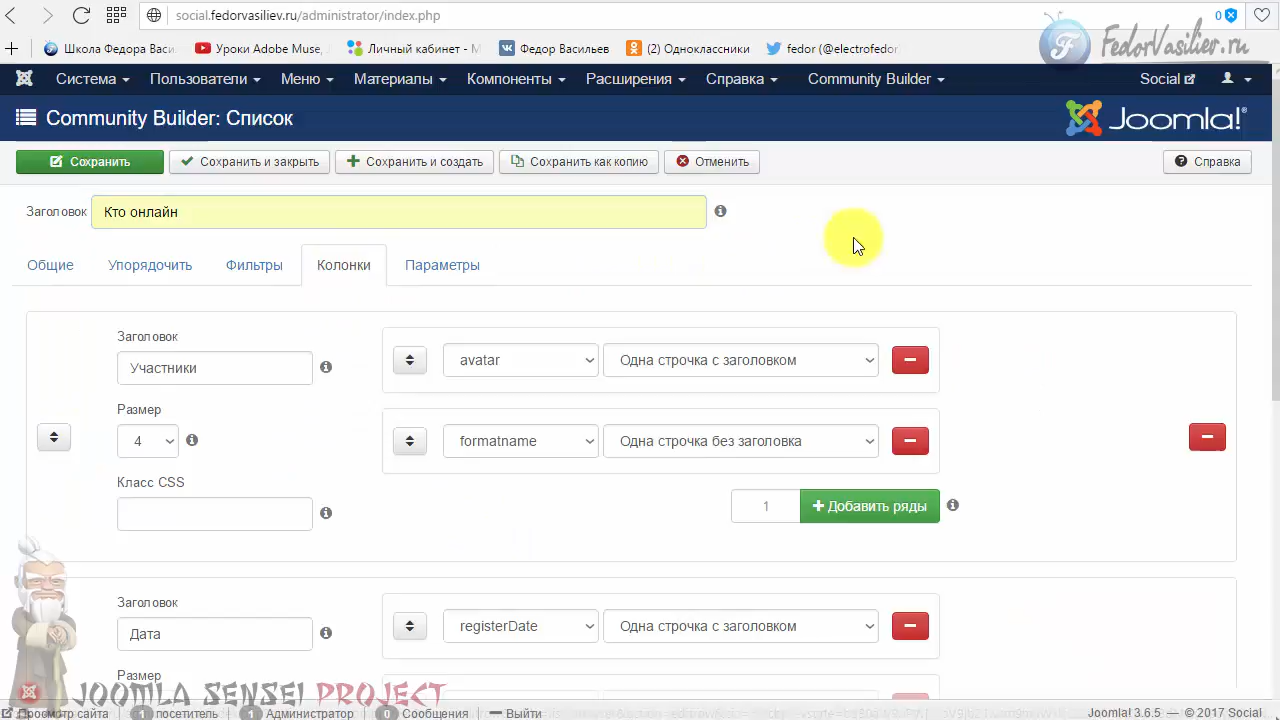 social.fedorvasiliev.ru/administrator/index.php
0
Школа Федора Васи
Уроки Adobe Muse,
Личный кабинет - М
Федор Васильев
(2) Одноклассники
fedor (@electrofedor
FedorVasiliev.ru
Система
Пользователи
Меню
Материалы
Компоненты
Расширения
Справка
Community Builder
Social
Community Builder: Список
Joomla!®
Сохранить
Сохранить и закрыть
Сохранить и создать
Сохранить как копию
Отменить
Справка
Заголовок
Кто онлайн
Общие
Упорядочить
Фильтры
Колонки
Параметры
Заголовок
Участники
avatar
Одна строчка с заголовком
Размер
4
formatname
Одна строчка без заголовка
Класс CSS
1
Добавить ряды
Заголовок
Дата
registerDate
Одна строчка с заголовком
Размер
JOOMLA SENSEI PROJECT
Просмотр сайта
1 посетитель
1 Администратор
0 Сообщения
Выйти
Joomla! 3.6.5 — © 2017 Social